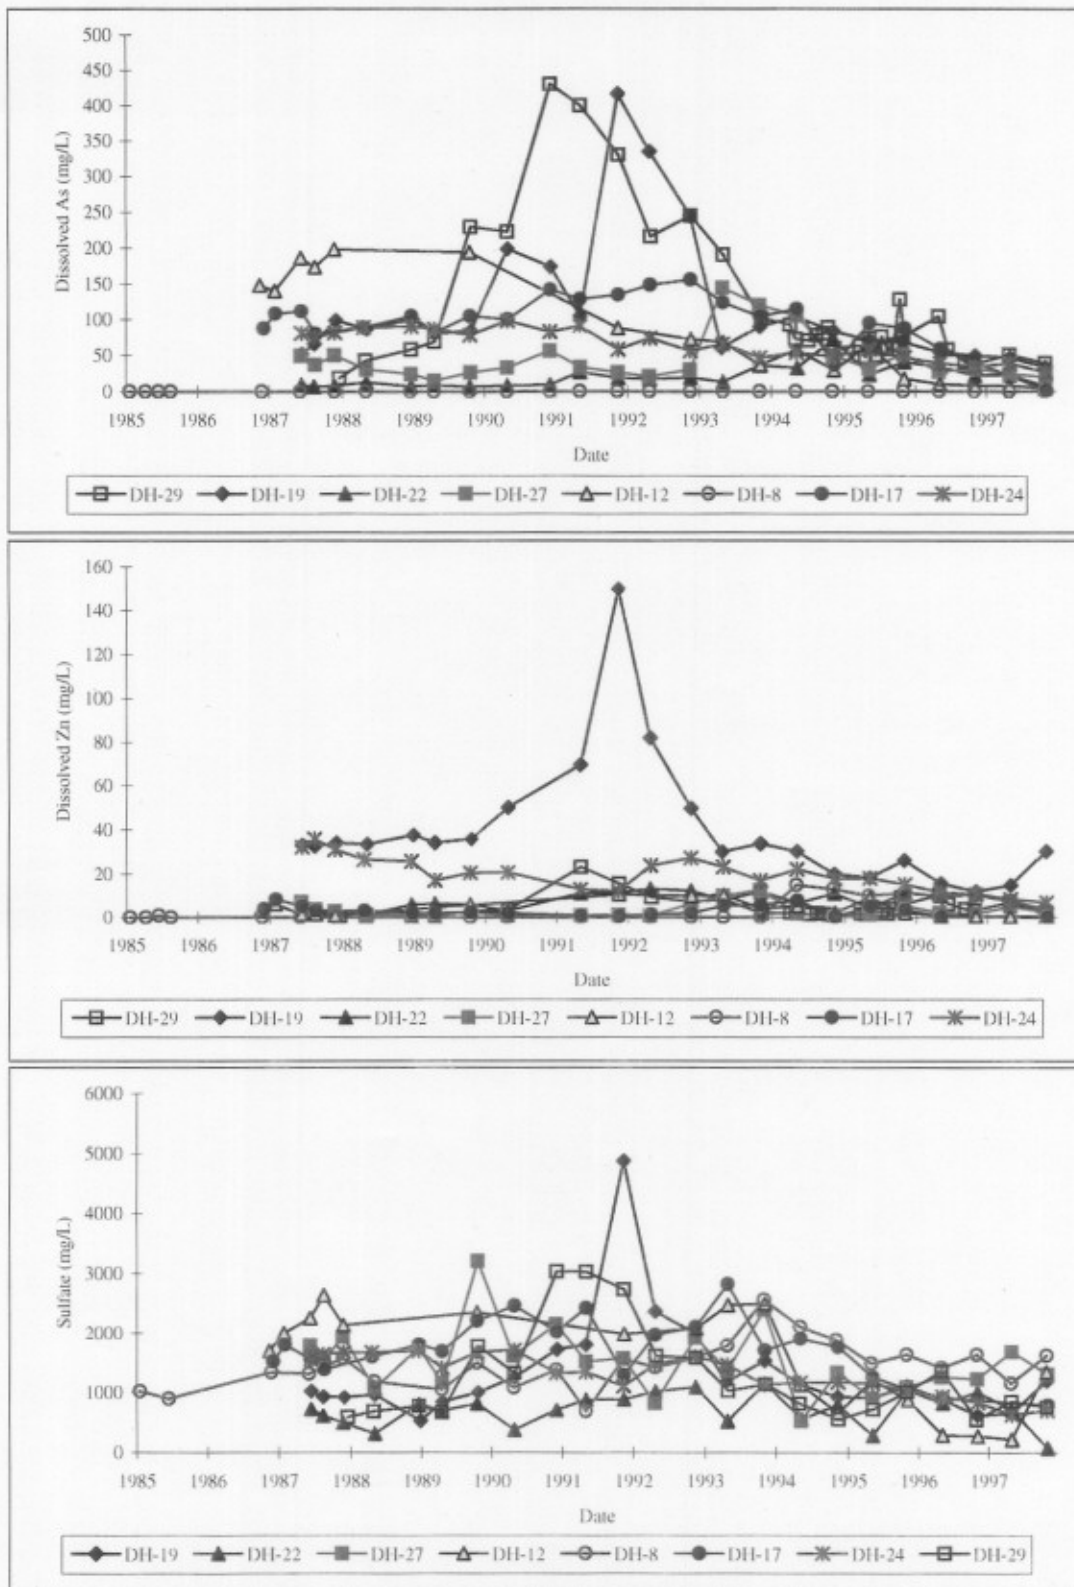 500
450
400
350
300
250
200
150
100
50
0
Dissolved As (mg/L)
1985 1986 1987 1988 1989 1990 1991 1992 1993 1994 1995 1996 1997
Date
DH-29 DH-19 DH-22 DH-27 DH-12 DH-8 DH-17 DH-24
160
140
120
100
80
60
40
20
0
Dissolved Zn (mg/L)
1985 1986 1987 1988 1989 1990 1991 1992 1993 1994 1995 1996 1997
Date
DH-29 DH-19 DH-22 DH-27 DH-12 DH-8 DH-17 DH-24
6000
5000
4000
3000
2000
1000
0
Sulfate (mg/L)
1985 1986 1987 1988 1989 1990 1991 1992 1993 1994 1995 1996 1997
Date
DH-19 DH-22 DH-27 DH-12 DH-8 DH-17 DH-24 DH-29